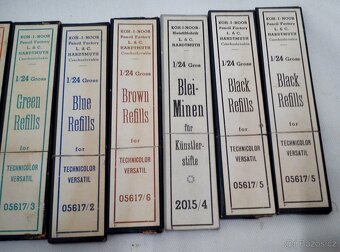 KOH-I-NOOR
Pencil Factory
L. & C.
HARDTMUTH
Czechoslovakia
1/24 Gross
Green
Refills
for
TECHNICOLOR
VERSATIL
05617/3
KOH-I-NOOR
Pencil Factory
L. & C.
HARDTMUTH
Czechoslovakia
1/24 Gross
Blue
Refills
for
TECHNICOLOR
VERSATIL
05617/2
KOH-I-NOOR
Pencil Factory
L. & C.
HARDTMUTH
Czechoslovakia
1/24 Gross
Brown
Refills
for
TECHNICOLOR
VERSATIL
05617/6
KOH-I-NOOR
Bleistiftfabrik
L. & C.
HARDTMUTH
1/24 Gros
Blei-
Minen
für
Künstler-
stifte
2015/4
KOH-I-NOOR
Pencil Factory
L. & C.
HARDTMUTH
Czechoslovakia
1/24 Gross
Black
Refills
for
TECHNICOLOR
VERSATIL
05617/5
KOH-I-NOOR
Pencil Factory
L. & C.
HARDTMUTH
Czechoslovakia
1/24 Gross
Black
Refills
for
TECHNICOLOR
VERSATIL
05617/5